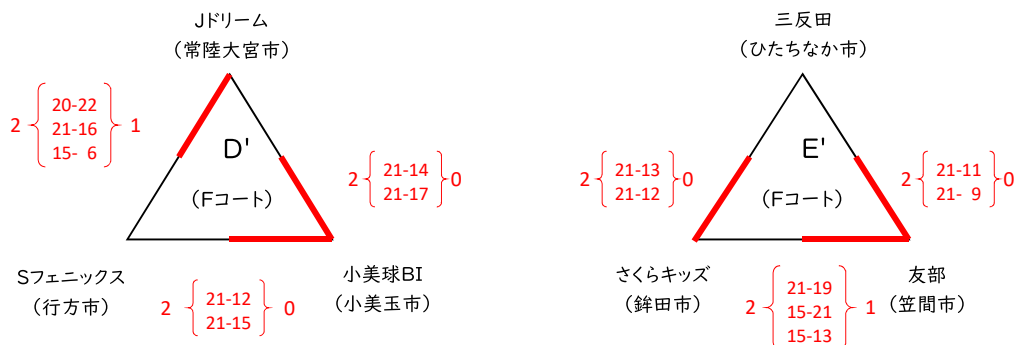 Jドリーム
(常陸大宮市)
2 20-22 1
21-16
15- 6
D'
(Fコート)
2 21-14 0
21-17
Sフェニックス
(行方市)
2 21-12 0
21-15
小美球BI
(小美玉市)
三反田
(ひたちなか市)
2 21-13 0
21-12
E'
(Fコート)
2 21-11 0
21- 9
さくらキッズ
(鉾田市)
2 21-19 1
15-21
15-13
友部
(笠間市)